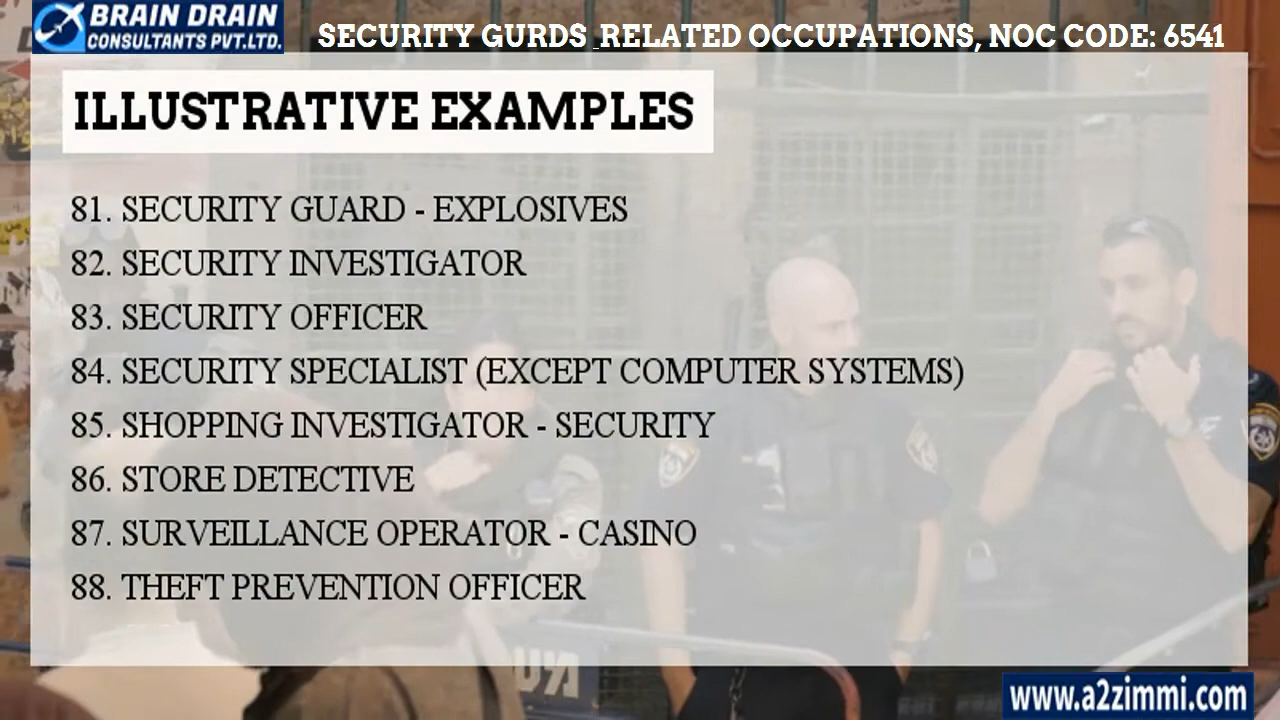 BRAIN DRAIN
CONSULTANTS PVT.LTD.
SECURITY GURDS_RELATED OCCUPATIONS, NOC CODE: 6541
ILLUSTRATIVE EXAMPLES
81. SECURITY GUARD - EXPLOSIVES
82. SECURITY INVESTIGATOR
83. SECURITY OFFICER
84. SECURITY SPECIALIST (EXCEPT COMPUTER SYSTEMS)
85. SHOPPING INVESTIGATOR - SECURITY
86. STORE DETECTIVE
87. SURVEILLANCE OPERATOR - CASINO
88. THEFT PREVENTION OFFICER
www.a2zimmi.com